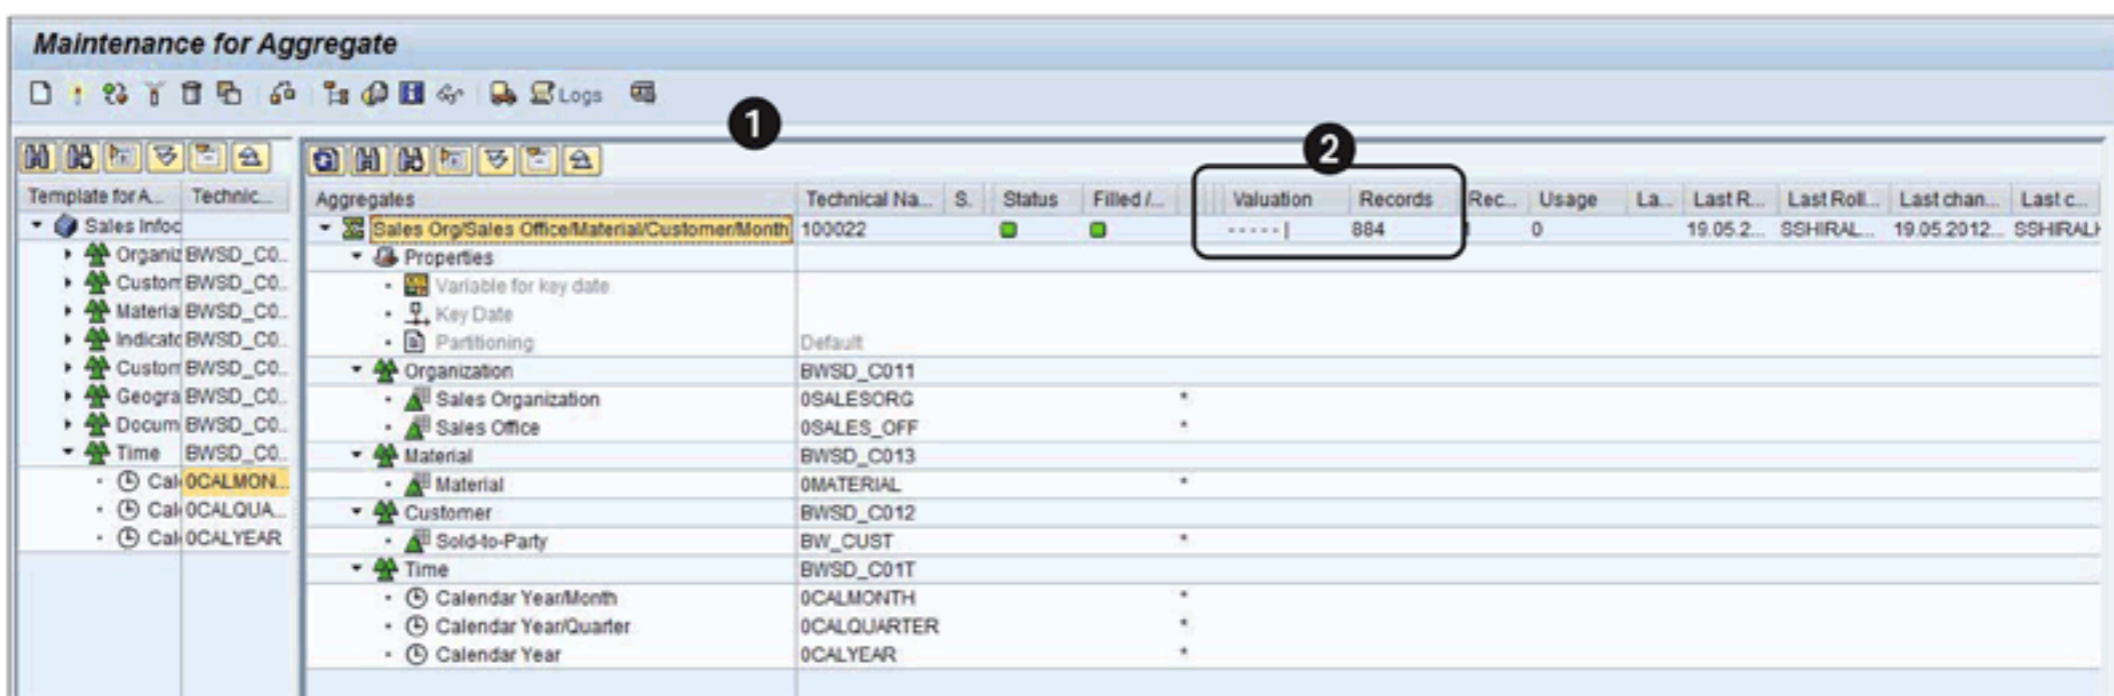 Maintenance for Aggregate
Logs
1
2
Template for A... Technic...
Sales Infoc
Organiz BWSD_C0..
Custom BWSD_C0..
Materia BWSD_C0..
Indicato BWSD_C0..
Custom BWSD_C0..
Geogra BWSD_C0..
Docum BWSD_C0..
Time BWSD_C0..
Cal 0CALMON...
Cal 0CALQUA...
Cal 0CALYEAR
Aggregates Technical Na... S.. Status Filled /... Valuation Records Rec... Usage La... Last R... Last Roll... Last chan... Last c...
Sales Org/Sales Office/Material/Customer/Month 100022 -----| 884 0 19.05.2... SSHIRAL... 19.05.2012... SSHIRALH
Properties
Variable for key date
Key Date
Partitioning Default
Organization BWSD_C011
Sales Organization 0SALESORG *
Sales Office 0SALES_OFF *
Material BWSD_C013
Material 0MATERIAL *
Customer BWSD_C012
Sold-to-Party BW_CUST *
Time BWSD_C01T
Calendar Year/Month 0CALMONTH *
Calendar Year/Quarter 0CALQUARTER *
Calendar Year 0CALYEAR *